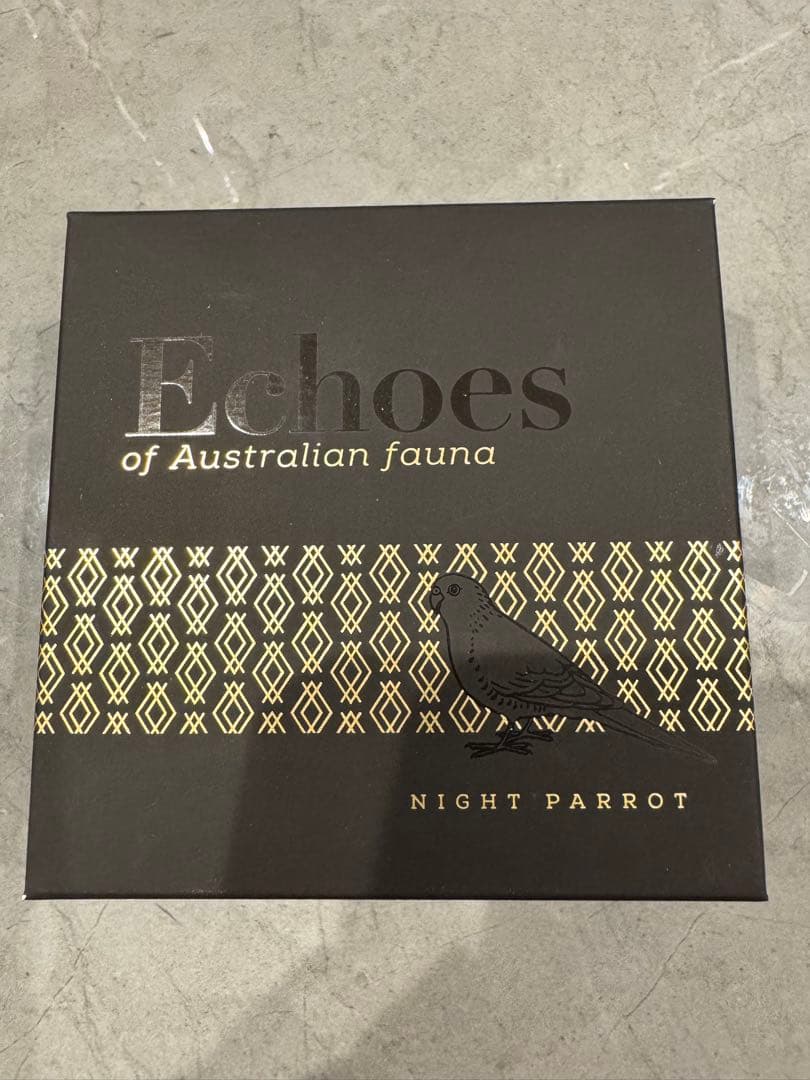 Echoes
of Australian fauna
NIGHT PARROT